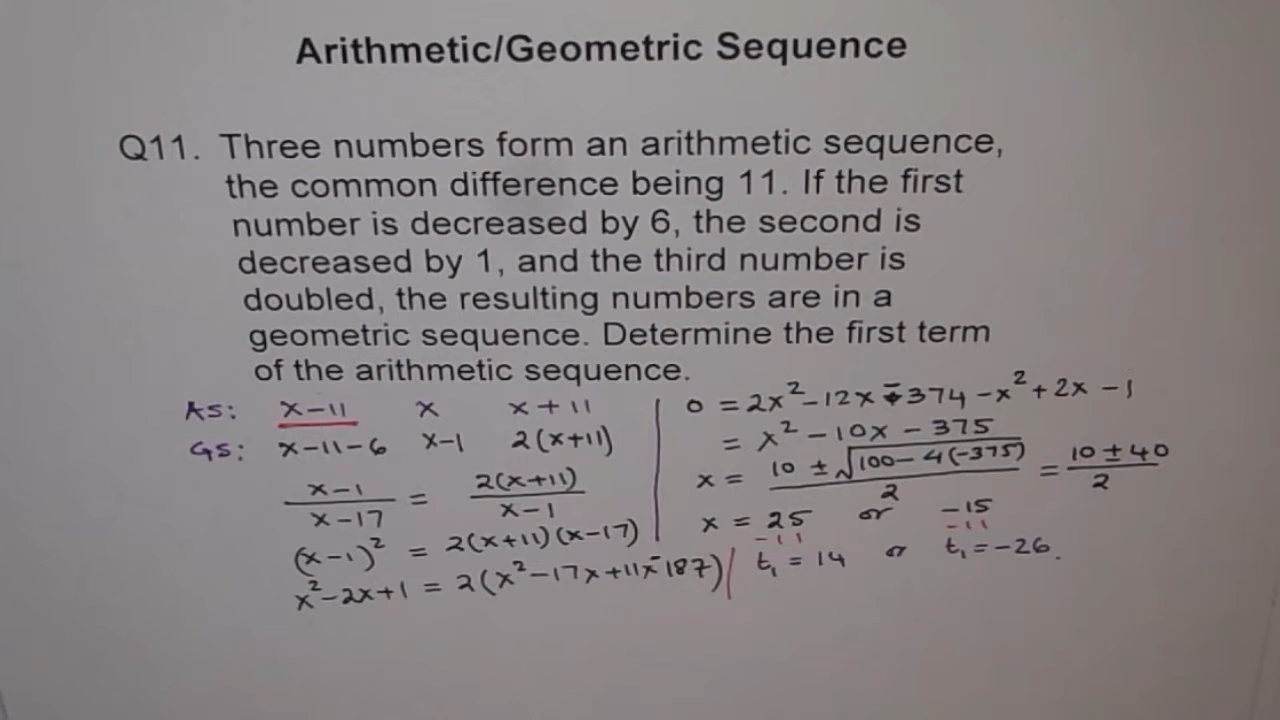 Arithmetic/Geometric Sequence
Q11. Three numbers form an arithmetic sequence,
the common difference being 11. If the first
number is decreased by 6, the second is
decreased by 1, and the third number is
doubled, the resulting numbers are in a
geometric sequence. Determine the first term
of the arithmetic sequence.
AS: x-11 x x+11
GS: x-11-6 x-1 2(x+11)
(x-1)/(x-17) = 2(x+11)/(x-1)
(x-1)² = 2(x+11)(x-17)
x²-2x+1 = 2(x²-17x+11x-187)
0 = 2x²-12x-374-x²+2x-1
= x²-10x-375
x = (10 ± √(100-4(-375)))/2 = (10 ± 40)/2
x = 25 or -15
-11 -11
t₁ = 14 or t₁ = -26.